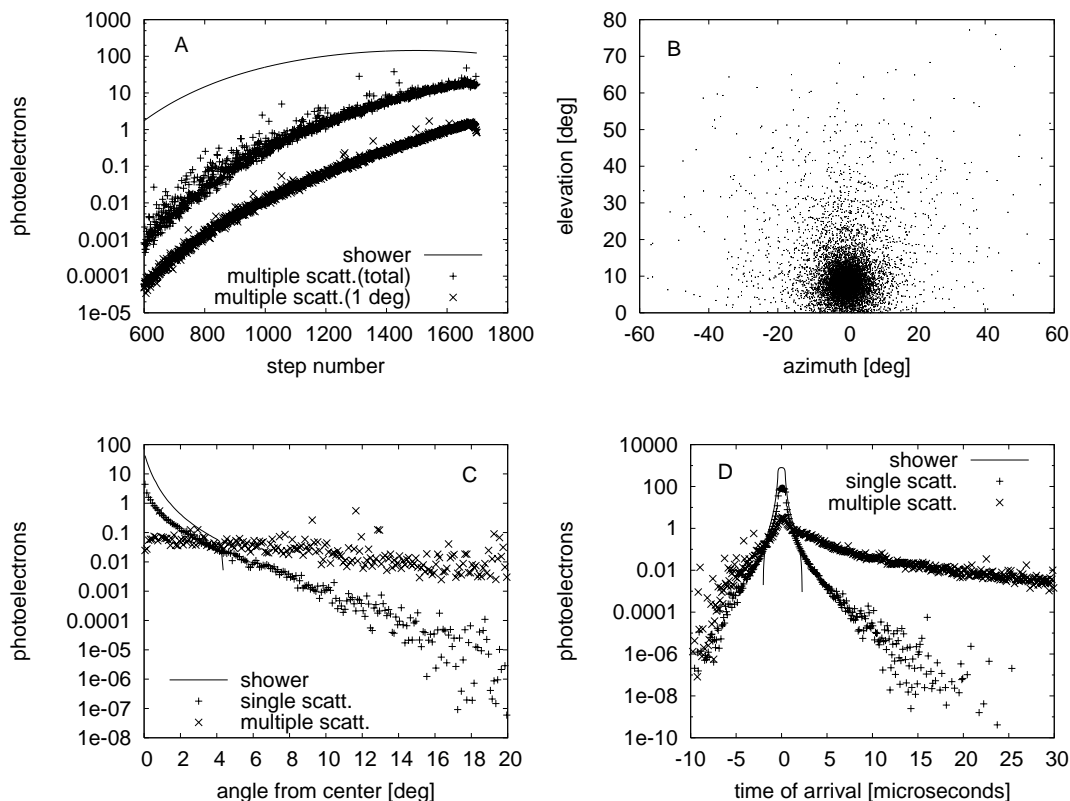 A
photoelectrons
1000
100
10
1
0.1
0.01
0.001
0.0001
1e-05
shower
multiple scatt.(total)
multiple scatt.(1 deg)
600 800 1000 1200 1400 1600 1800
step number
B
elevation [deg]
80
70
60
50
40
30
20
10
0
-60 -40 -20 0 20 40 60
azimuth [deg]
C
photoelectrons
100
10
1
0.1
0.01
0.001
0.0001
1e-05
1e-06
1e-07
1e-08
shower
single scatt.
multiple scatt.
0 2 4 6 8 10 12 14 16 18 20
angle from center [deg]
D
photoelectrons
10000
100
1
0.01
0.0001
1e-06
1e-08
1e-10
shower
single scatt.
multiple scatt.
-10 -5 0 5 10 15 20 25 30
time of arrival [microseconds]